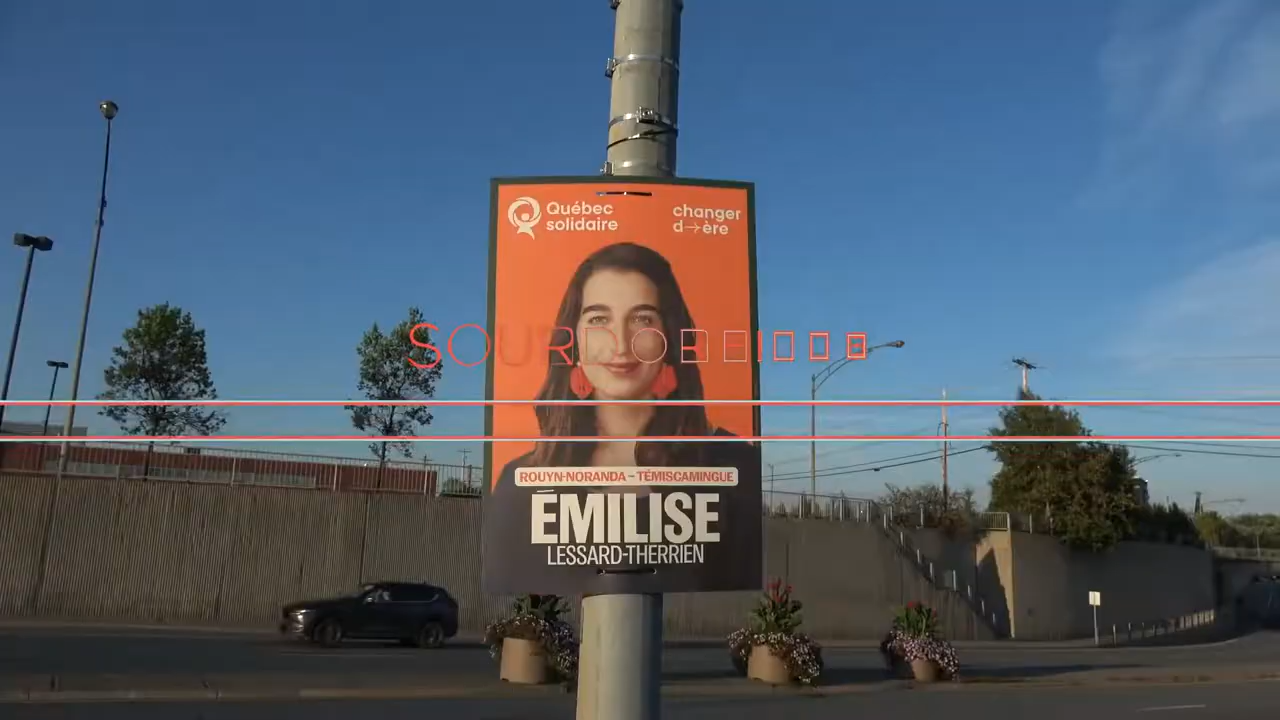 Québec
solidaire
changer
d→ère
ROUYN-NORANDA – TÉMISCAMINGUE
ÉMILISE
LESSARD-THERRIEN